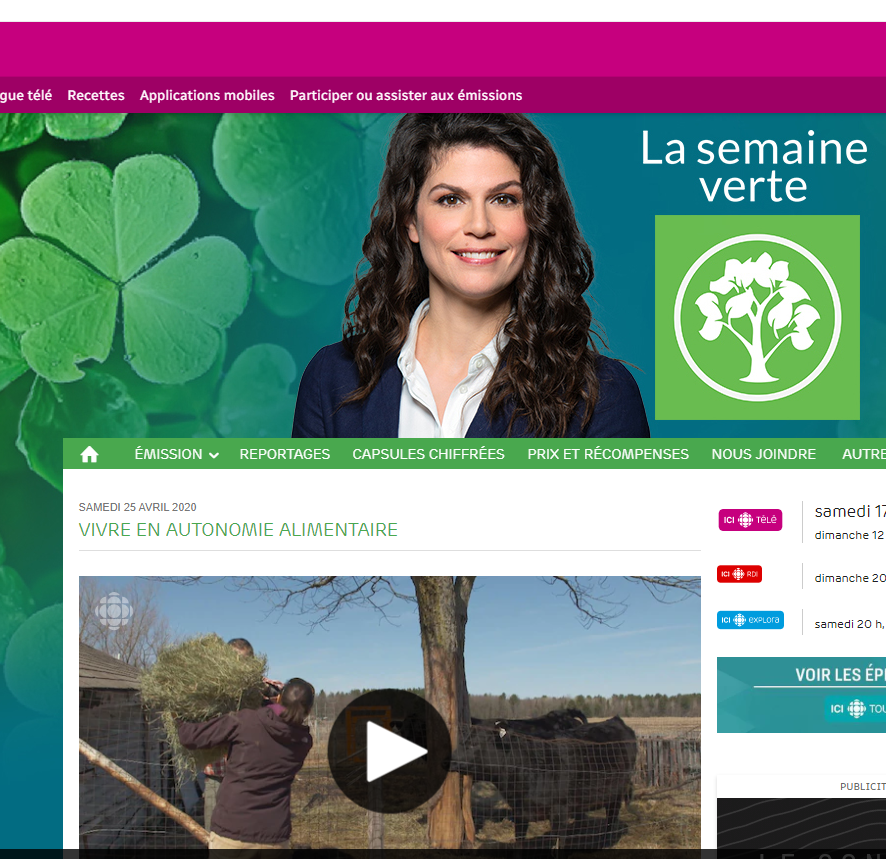 gue télé Recettes Applications mobiles Participer ou assister aux émissions
La semaine
verte
ÉMISSION REPORTAGES CAPSULES CHIFFRÉES PRIX ET RÉCOMPENSES NOUS JOINDRE AUTRE
SAMEDI 25 AVRIL 2020
VIVRE EN AUTONOMIE ALIMENTAIRE
ICI TÉLÉ
samedi 17
dimanche 12
ICI RDI
dimanche 20
ICI EXPLORA
samedi 20 h,
VOIR LES ÉPI
ICI TOU
PUBLICIT